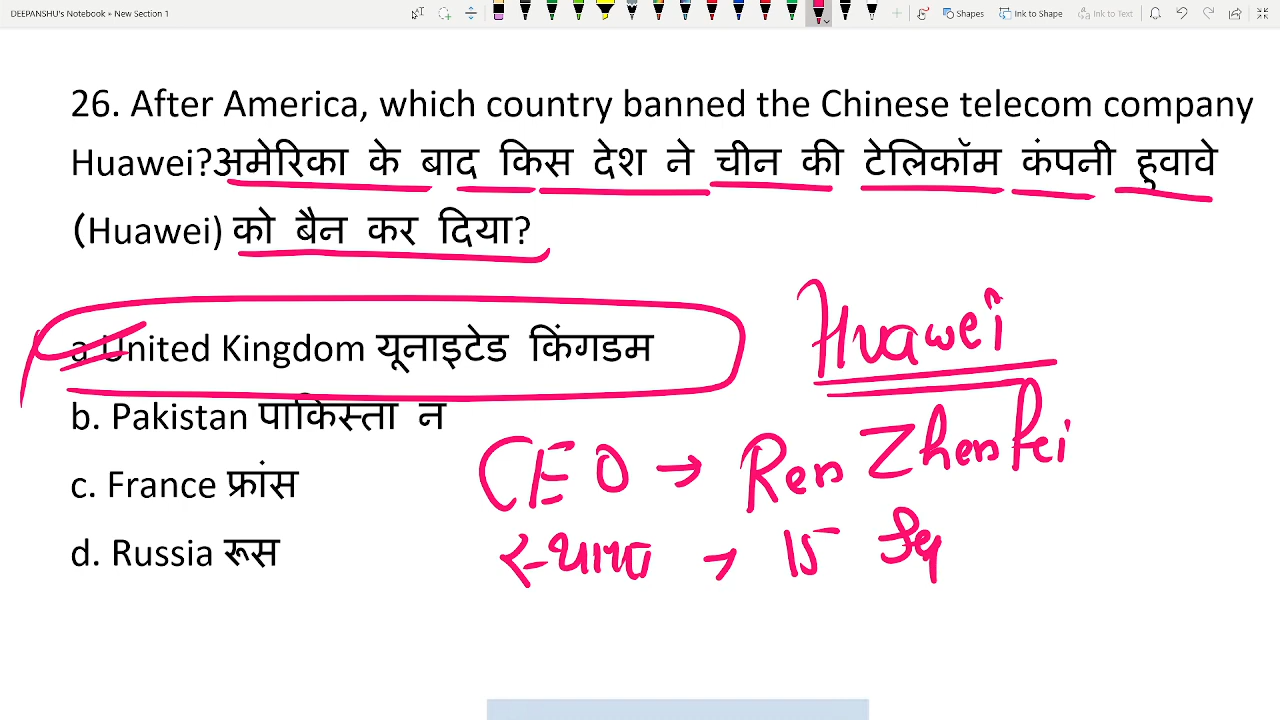 DEEPANSHU's Notebook ▸ New Section 1
Shapes
Ink to Shape
Ink to Text
26. After America, which country banned the Chinese telecom company
Huawei?अमेरिका के बाद किस देश ने चीन की टेलिकॉम कंपनी हुवावे
(Huawei) को बैन कर दिया?
a United Kingdom यूनाइटेड किंगडम
b. Pakistan पाकिस्ता न
c. France फ्रांस
d. Russia रूस
Huawei
CEO → Ren Zhenfei
→ 15